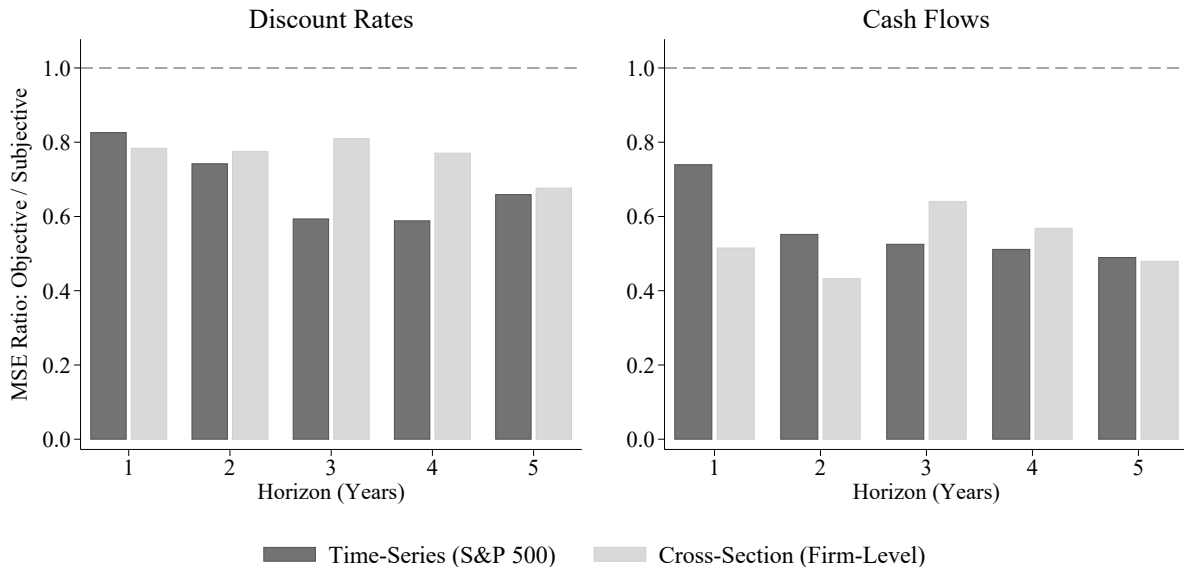 Discount Rates
MSE Ratio: Objective / Subjective
1.0
0.8
0.6
0.4
0.2
0.0
1 2 3 4 5
Horizon (Years)
Cash Flows
1.0
0.8
0.6
0.4
0.2
0.0
1 2 3 4 5
Horizon (Years)
Time-Series (S&P 500) Cross-Section (Firm-Level)